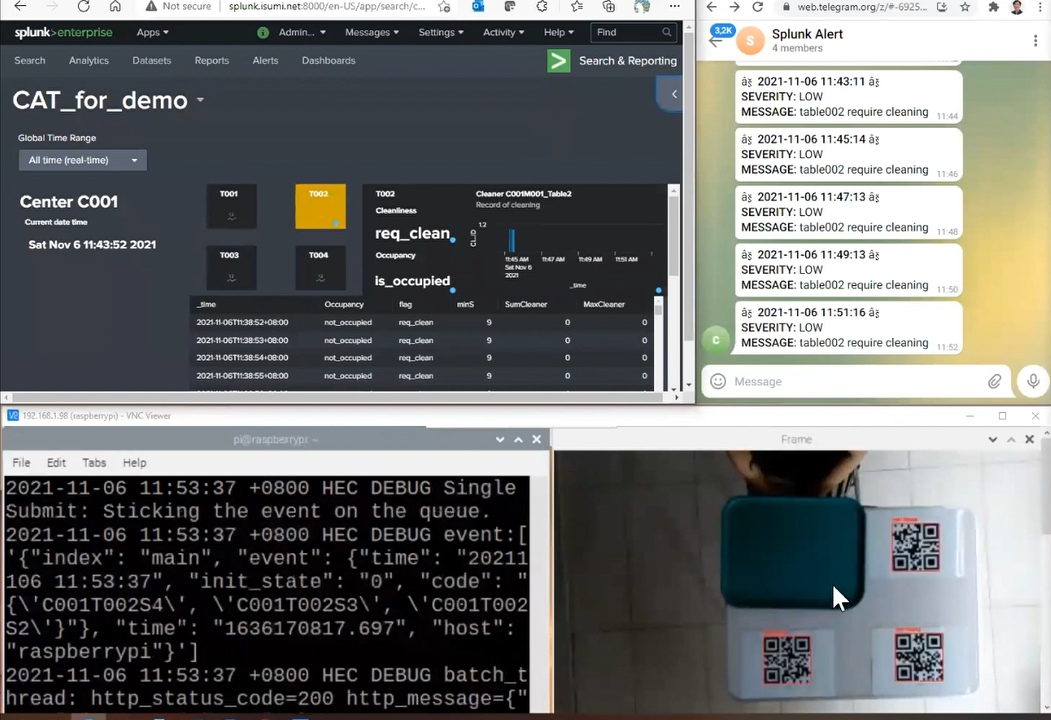 Not secure
splunk.isumi.net:8000/en-US/app/search/c...
splunk>enterprise
Apps
Admin...
Messages
Settings
Activity
Help
Find
Search
Analytics
Datasets
Reports
Alerts
Dashboards
Search & Reporting
CAT_for_demo
Global Time Range
All time (real-time)
Center C001
Current date time
Sat Nov 6 11:43:52 2021
T001
T002
T003
T004
T002
Cleanliness
req_clean
Occupancy
is_occupied
Cleaner C001M001_Table2
Record of cleaning
CL_ID
1.2
11:45 AM
Sat Nov 6
2021
11:47 AM
11:49 AM
11:51 AM
_time
_time Occupancy flag minS SumCleaner MaxCleaner
2021-11-06T11:38:52+08:00 not_occupied req_clean 9 0 0
2021-11-06T11:38:53+08:00 not_occupied req_clean 9 0 0
2021-11-06T11:38:54+08:00 not_occupied req_clean 9 0 0
2021-11-06T11:38:55+08:00 not_occupied req_clean 9 0 0
web.telegram.org/z/#-6925...
3,2K
S
Splunk Alert
4 members
â 2021-11-06 11:43:11 â
SEVERITY: LOW
MESSAGE: table002 require cleaning
11:44
â 2021-11-06 11:45:14 â
SEVERITY: LOW
MESSAGE: table002 require cleaning
11:46
â 2021-11-06 11:47:13 â
SEVERITY: LOW
MESSAGE: table002 require cleaning
11:48
â 2021-11-06 11:49:13 â
SEVERITY: LOW
MESSAGE: table002 require cleaning
11:50
â 2021-11-06 11:51:16 â
SEVERITY: LOW
MESSAGE: table002 require cleaning
11:52
C
Message
192.168.1.98 (raspberrypi) - VNC Viewer
pi@raspberrypi: ~
File Edit Tabs Help
2021-11-06 11:53:37 +0800 HEC DEBUG Single
Submit: Sticking the event on the queue.
2021-11-06 11:53:37 +0800 HEC DEBUG event:[
'{"index": "main", "event": {"time": "20211
106 11:53:37", "init_state": "0", "code": "
{\'C001T002S4\', \'C001T002S3\', \'C001T002
S2\'}"}, "time": "1636170817.697", "host":
"raspberrypi"}']
2021-11-06 11:53:37 +0800 HEC DEBUG batch_t
hread: http_status_code=200 http_message={"
Frame